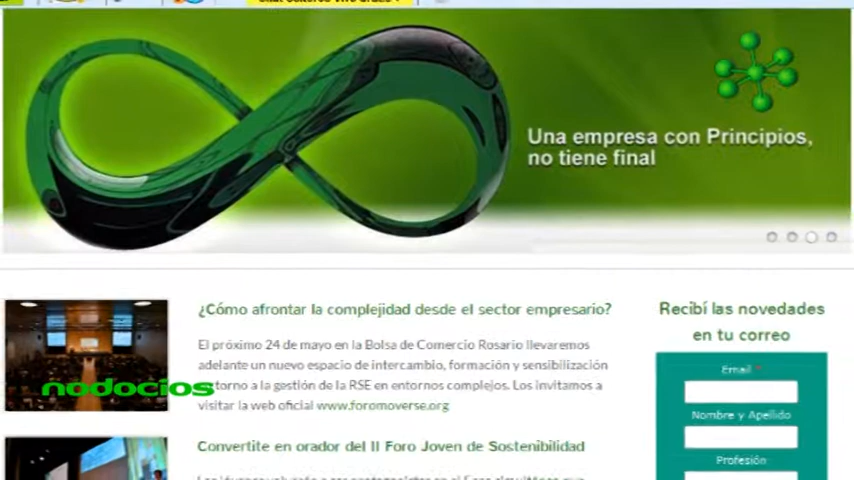 Una empresa con Principios,
no tiene final
¿Cómo afrontar la complejidad desde el sector empresario?
El próximo 24 de mayo en la Bolsa de Comercio Rosario llevaremos
adelante un nuevo espacio de intercambio, formación y sensibilización
torno a la gestión de la RSE en entornos complejos. Los invitamos a
visitar la web oficial www.foromoverse.org
nodocios
Convertite en orador del II Foro Joven de Sostenibilidad
Recibí las novedades
en tu correo
Email *
Nombre y Apellido
Profesión